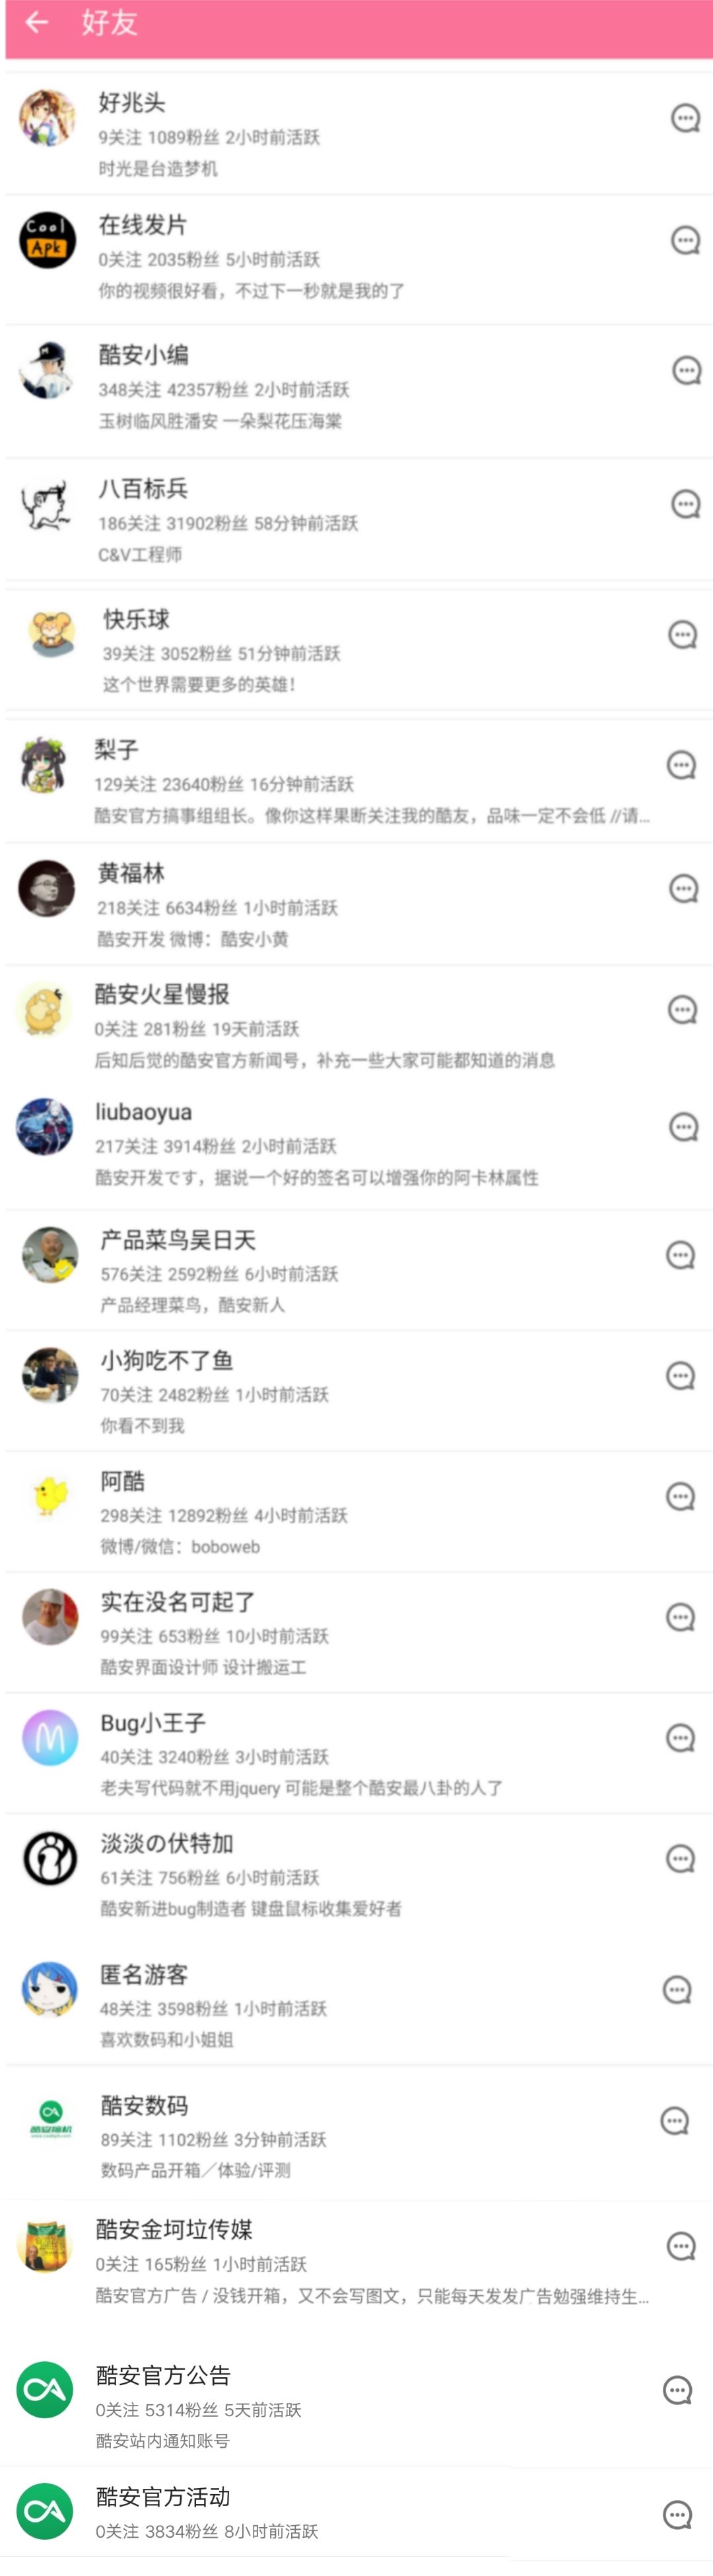 好友
好兆头
9关注 1089粉丝 2小时前活跃
时光是台造梦机
Cool
Apk
在线发片
0关注 2035粉丝 5小时前活跃
你的视频很好看，不过下一秒就是我的了
酷安小编
348关注 42357粉丝 2小时前活跃
玉树临风胜潘安 一朵梨花压海棠
八百标兵
186关注 31902粉丝 58分钟前活跃
C&V工程师
快乐球
39关注 3052粉丝 51分钟前活跃
这个世界需要更多的英雄！
梨子
129关注 23640粉丝 16分钟前活跃
酷安官方搞事组组长。像你这样果断关注我的酷友，品味一定不会低 //请...
黄福林
218关注 6634粉丝 1小时前活跃
酷安开发 微博：酷安小黄
酷安火星慢报
0关注 281粉丝 19天前活跃
后知后觉的酷安官方新闻号，补充一些大家可能都知道的消息
liubaoyua
217关注 3914粉丝 2小时前活跃
酷安开发です，据说一个好的签名可以增强你的阿卡林属性
产品菜鸟吴日天
576关注 2592粉丝 6小时前活跃
产品经理菜鸟，酷安新人
小狗吃不了鱼
70关注 2482粉丝 1小时前活跃
你看不到我
阿酷
298关注 12892粉丝 4小时前活跃
微博/微信：boboweb
实在没名可起了
99关注 653粉丝 10小时前活跃
酷安界面设计师 设计搬运工
Bug小王子
40关注 3240粉丝 3小时前活跃
老夫写代码就不用jquery 可能是整个酷安最八卦的人了
淡淡の伏特加
61关注 756粉丝 6小时前活跃
酷安新进bug制造者 键盘鼠标收集爱好者
匿名游客
48关注 3598粉丝 1小时前活跃
喜欢数码和小姐姐
酷安数码
89关注 1102粉丝 3分钟前活跃
数码产品开箱／体验/评测
酷安金坷垃传媒
0关注 165粉丝 1小时前活跃
酷安官方广告 / 没钱开箱，又不会写图文，只能每天发发广告勉强维持生...
酷安官方公告
0关注 5314粉丝 5天前活跃
酷安站内通知账号
酷安官方活动
0关注 3834粉丝 8小时前活跃